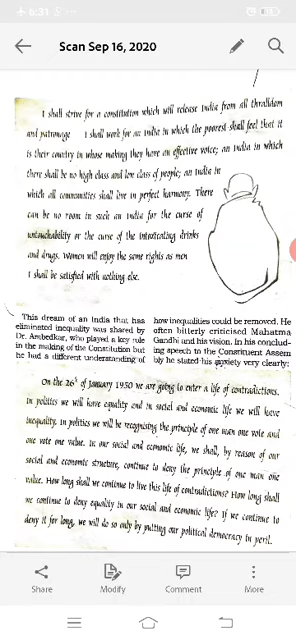 6:31
Scan Sep 16, 2020
I shall strive for a constitution which will release India from all thralldom
and patronage I shall work for an India in which the poorest shall feel that it
is their country in whose making they have an effective voice; an India in which
there shall be no high class and low class of people; an India in
which all communities shall live in perfect harmony. There
can be no room in such an India for the curse of
untouchability or the curse of the intoxicating drinks
and drugs. Women will enjoy the same rights as men
I shall be satisfied with nothing else.
This dream of an India that has
eliminated inequality was shared by
Dr. Ambedkar, who played a key role
in the making of the Constitution but
he had a different understanding of
how inequalities could be removed. He
often bitterly criticised Mahatma
Gandhi and his vision. In his conclud-
ing speech to the Constituent Assem
bly he stated his anxiety very clearly:
On the 26th of January 1950 we are going to enter a life of contradictions.
In politics we will have equality and in social and economic life we will have
inequality. In politics we will be recognising the principle of one man one vote and
one vote one value. In our social and economic life, we shall, by reason of our
social and economic structure, continue to deny the principle of one man one
value. How long shall we continue to live this life of contradictions? How long shall
we continue to deny equality in our social and economic life? If we continue to
deny it for long, we will do so only by putting our political democracy in peril.
Share
Modify
Comment
More